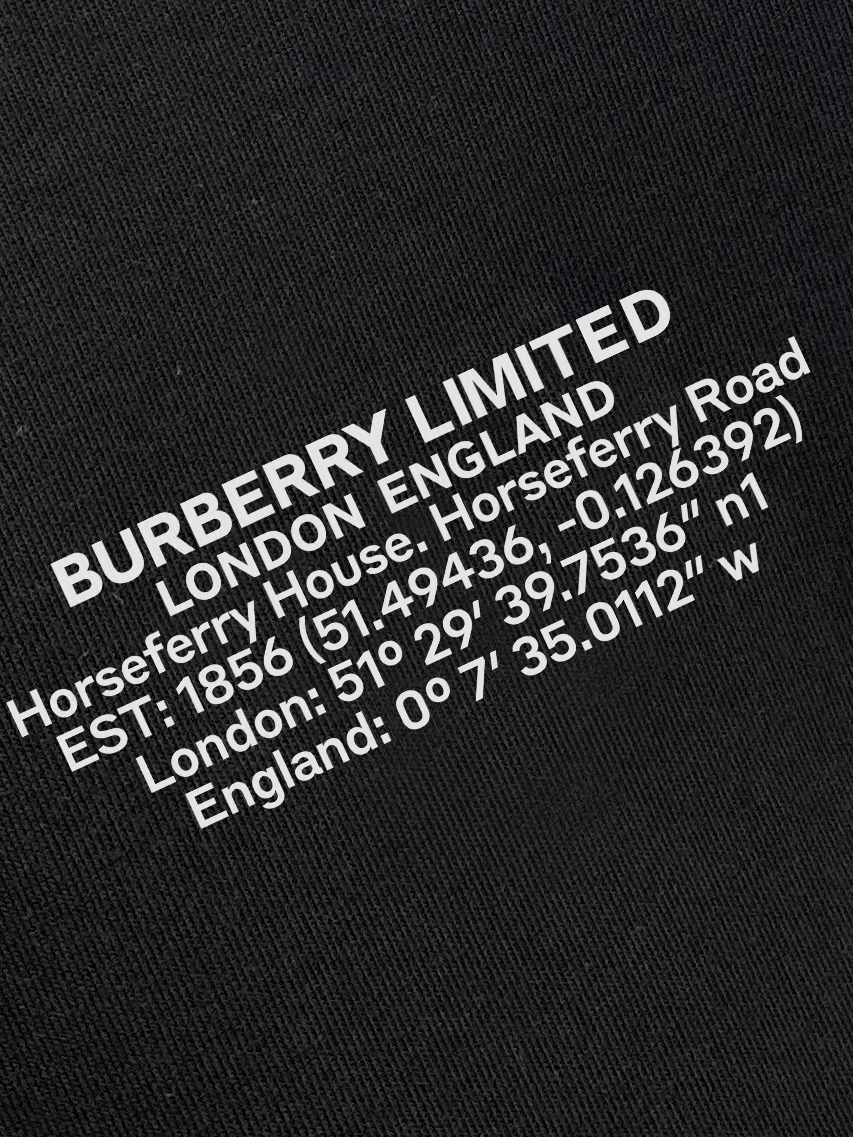 BURBERRY LIMITED
LONDON ENGLAND
Horseferry House. Horseferry Road
EST: 1856 (51.49436, -0.126392)
London: 51º 29′ 39.7536″ n1
England: 0º 7′ 35.0112″ w